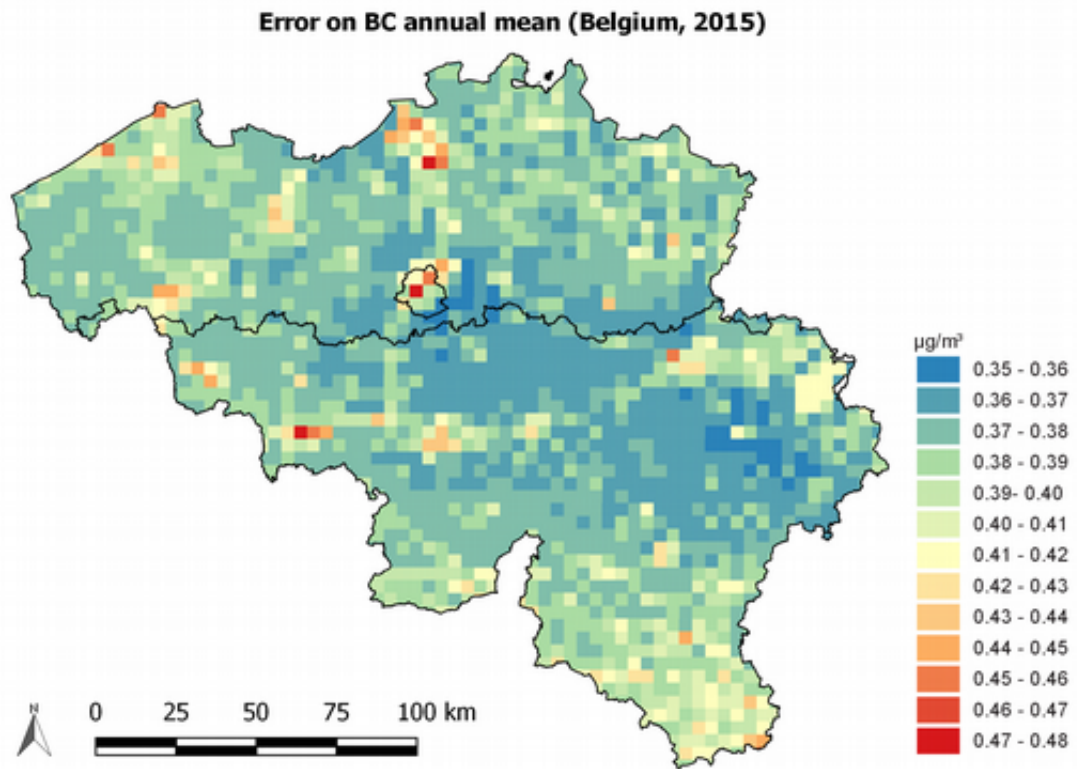 Error on BC annual mean (Belgium, 2015)
µg/m³
0.35 - 0.36
0.36 - 0.37
0.37 - 0.38
0.38 - 0.39
0.39- 0.40
0.40 - 0.41
0.41 - 0.42
0.42 - 0.43
0.43 - 0.44
0.44 - 0.45
0.45 - 0.46
0.46 - 0.47
0.47 - 0.48
N
0 25 50 75 100 km